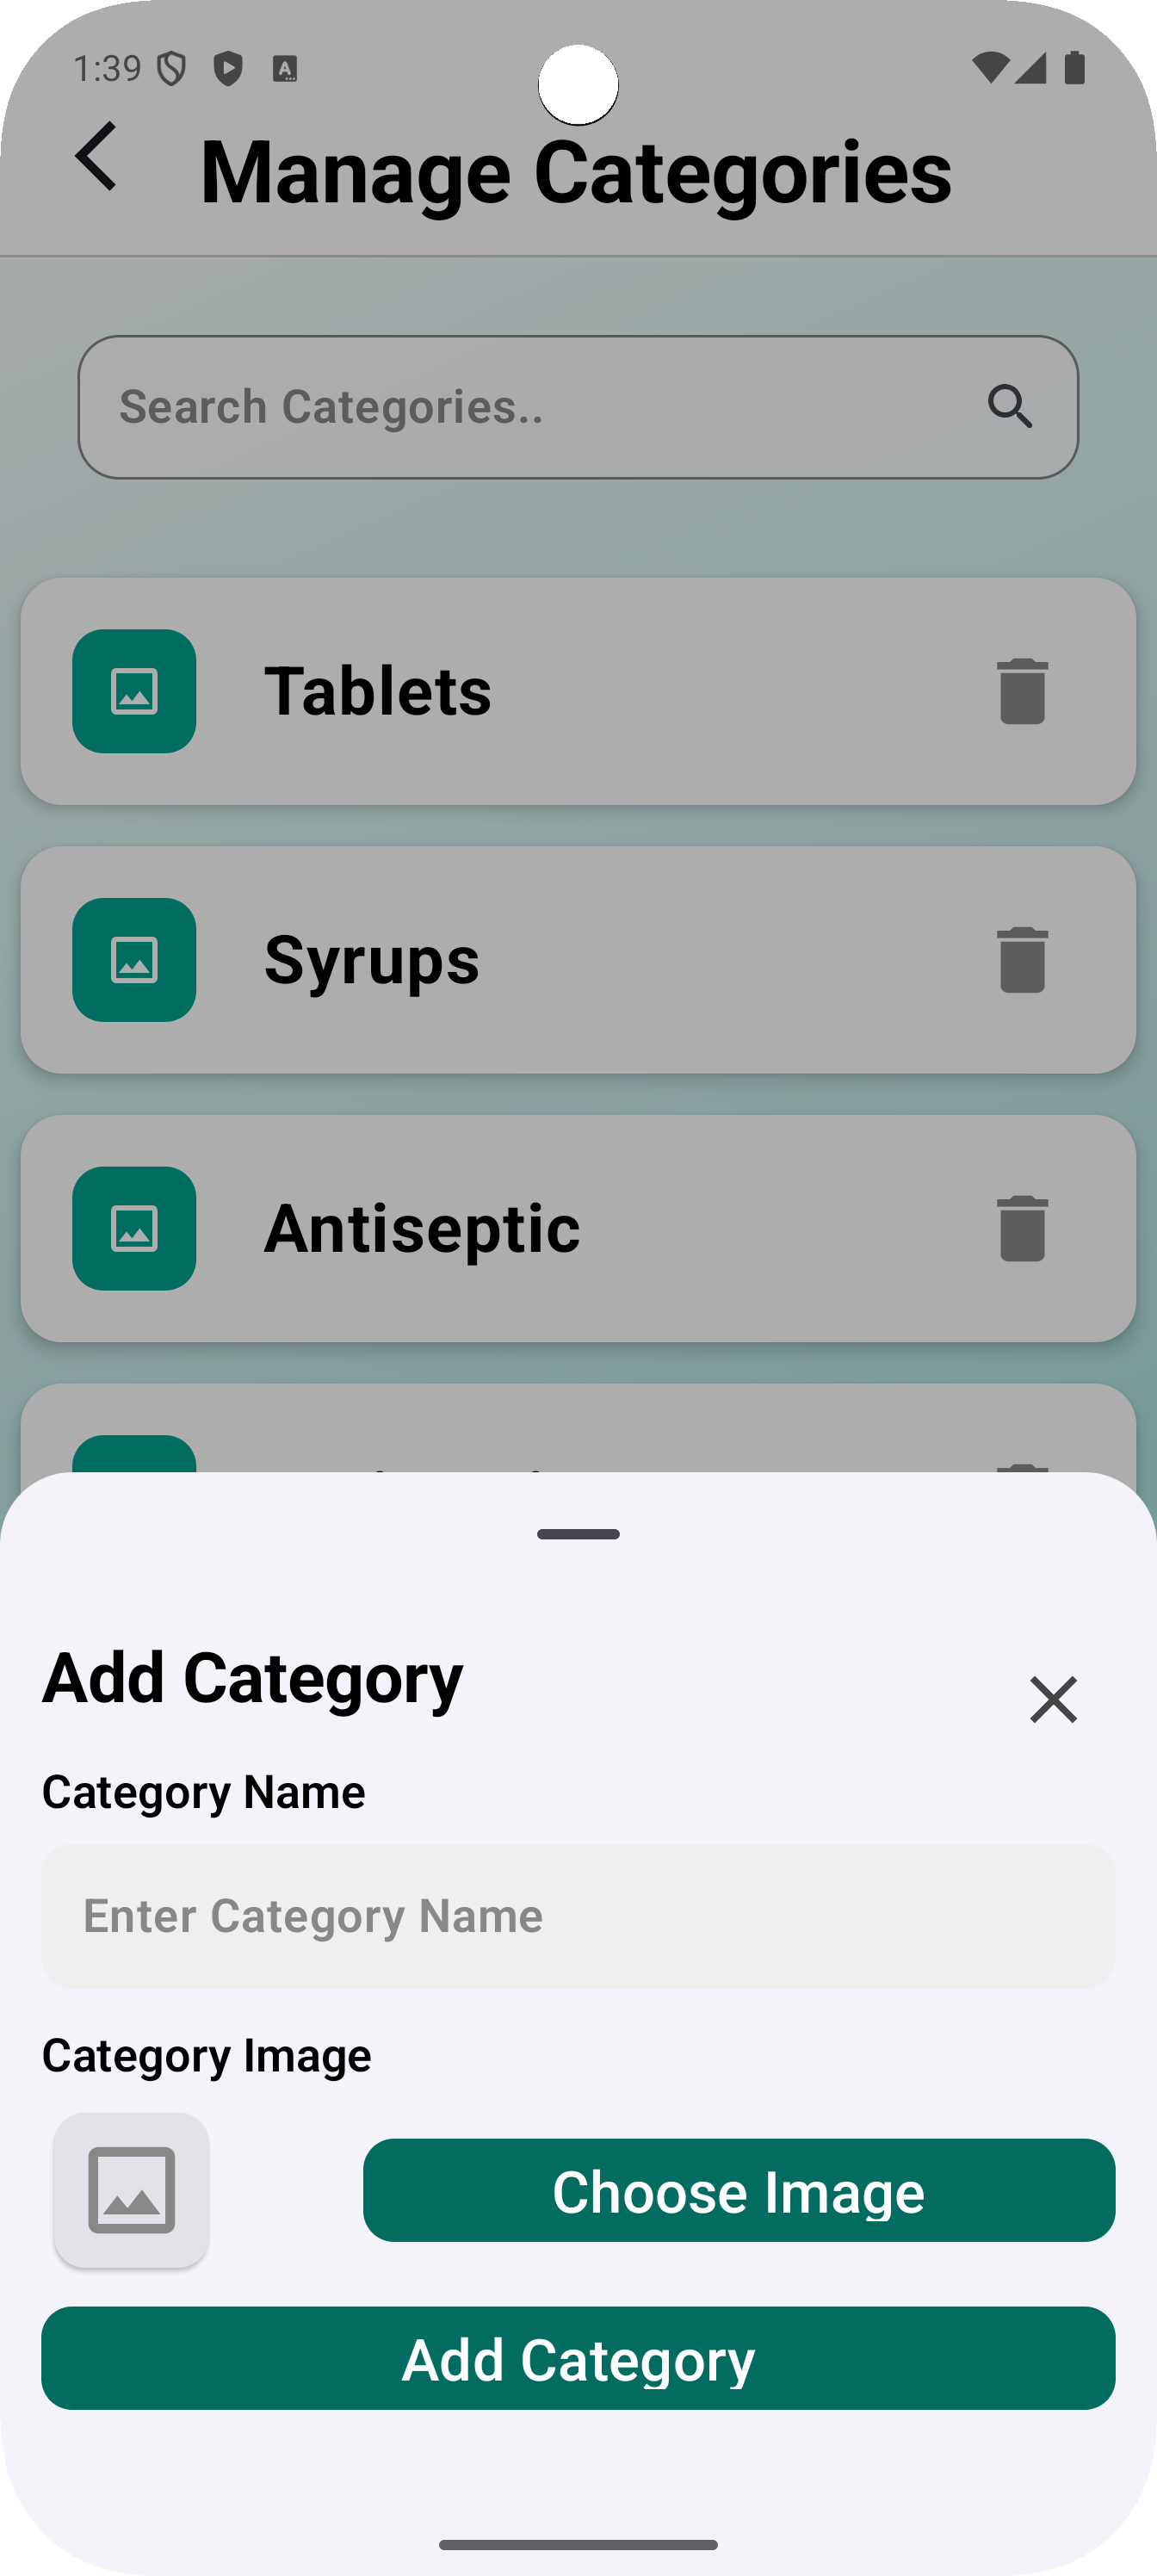 1:39
Manage Categories
Search Categories..
Tablets
Syrups
Antiseptic
Add Category
Category Name
Enter Category Name
Category Image
Choose Image
Add Category